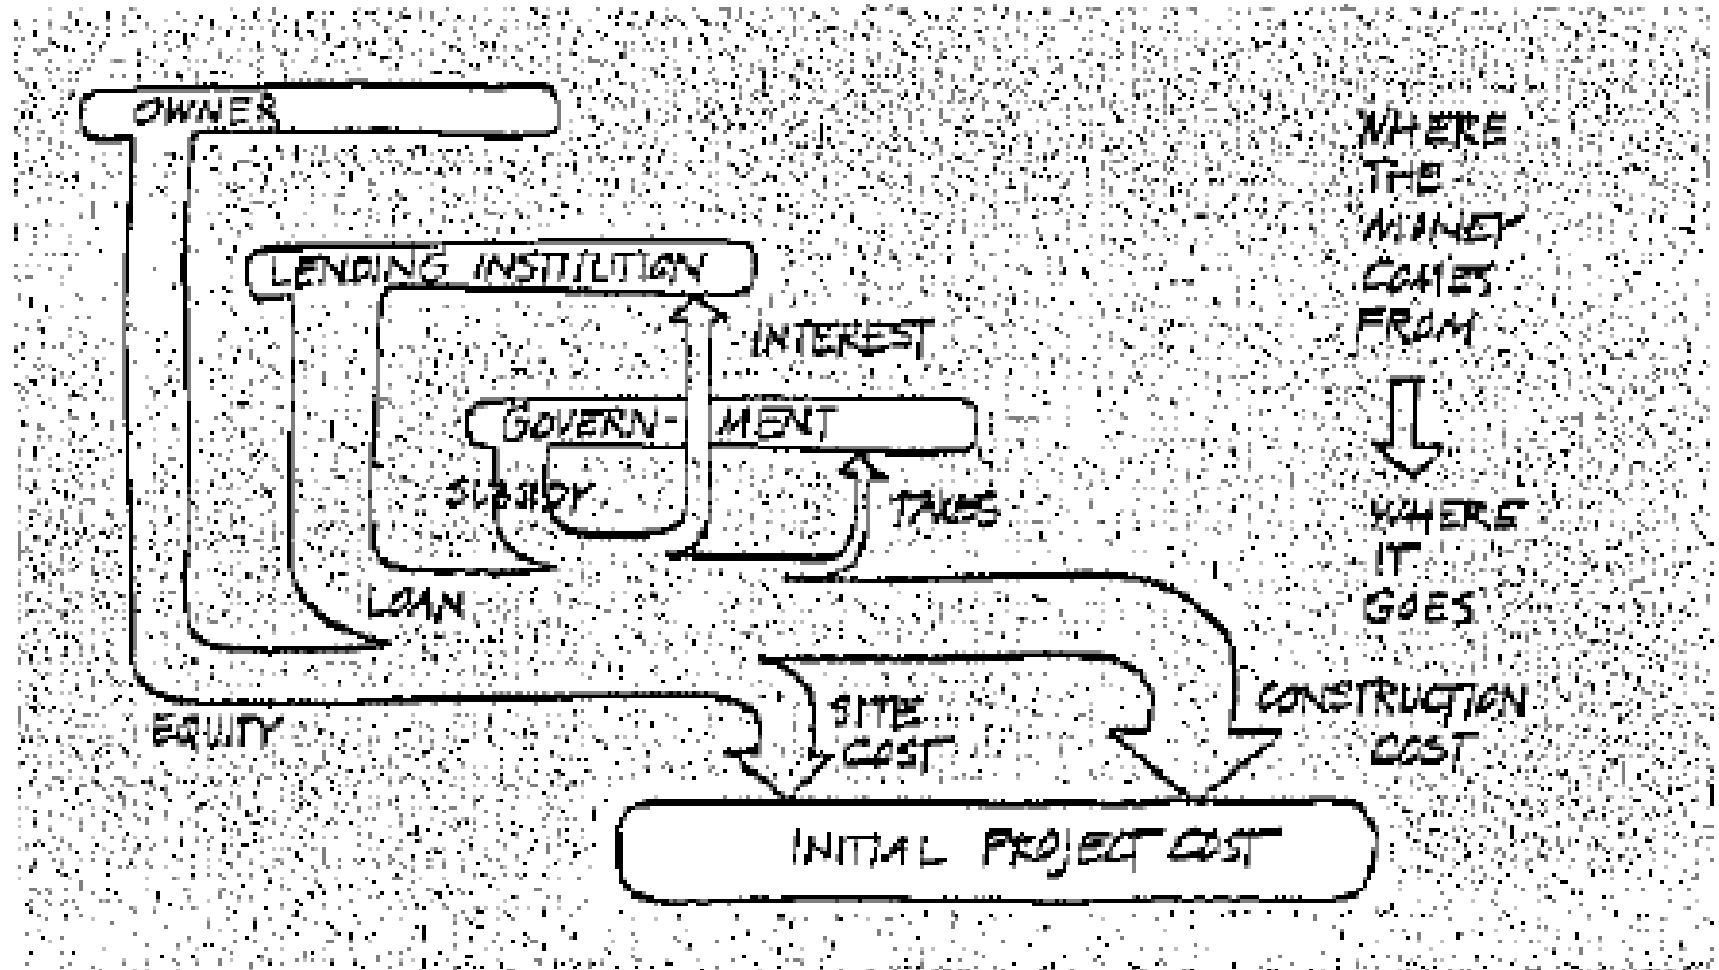 OWNER
LENDING INSTITUTION
INTEREST
GOVERN- MENT
SUBSIDY
TAXES
LOAN
EQUITY
SITE
COST
CONSTRUCTION
COST
INITIAL PROJECT COST
WHERE
THE
MONEY
COMES
FROM
WHERE
IT
GOES